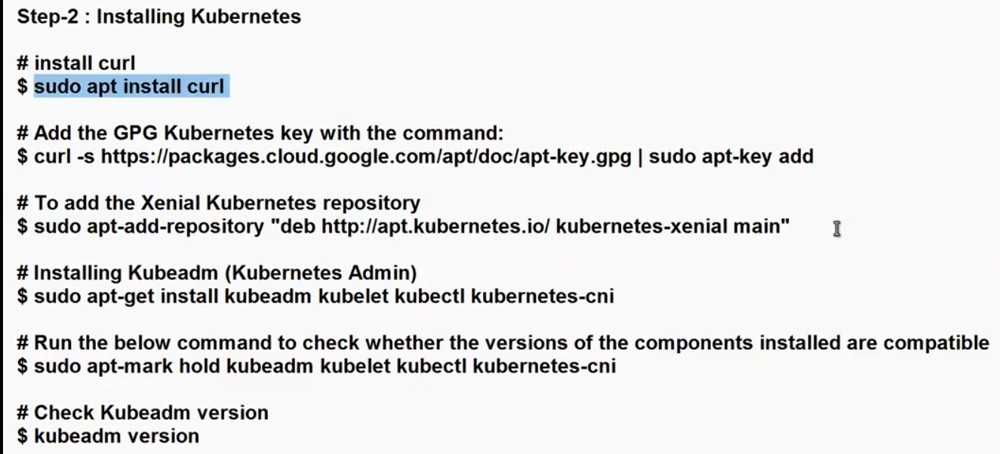 Step-2 : Installing Kubernetes
# install curl
$ sudo apt install curl
# Add the GPG Kubernetes key with the command:
$ curl -s https://packages.cloud.google.com/apt/doc/apt-key.gpg | sudo apt-key add
# To add the Xenial Kubernetes repository
$ sudo apt-add-repository "deb http://apt.kubernetes.io/ kubernetes-xenial main"
# Installing Kubeadm (Kubernetes Admin)
$ sudo apt-get install kubeadm kubelet kubectl kubernetes-cni
# Run the below command to check whether the versions of the components installed are compatible
$ sudo apt-mark hold kubeadm kubelet kubectl kubernetes-cni
# Check Kubeadm version
$ kubeadm version